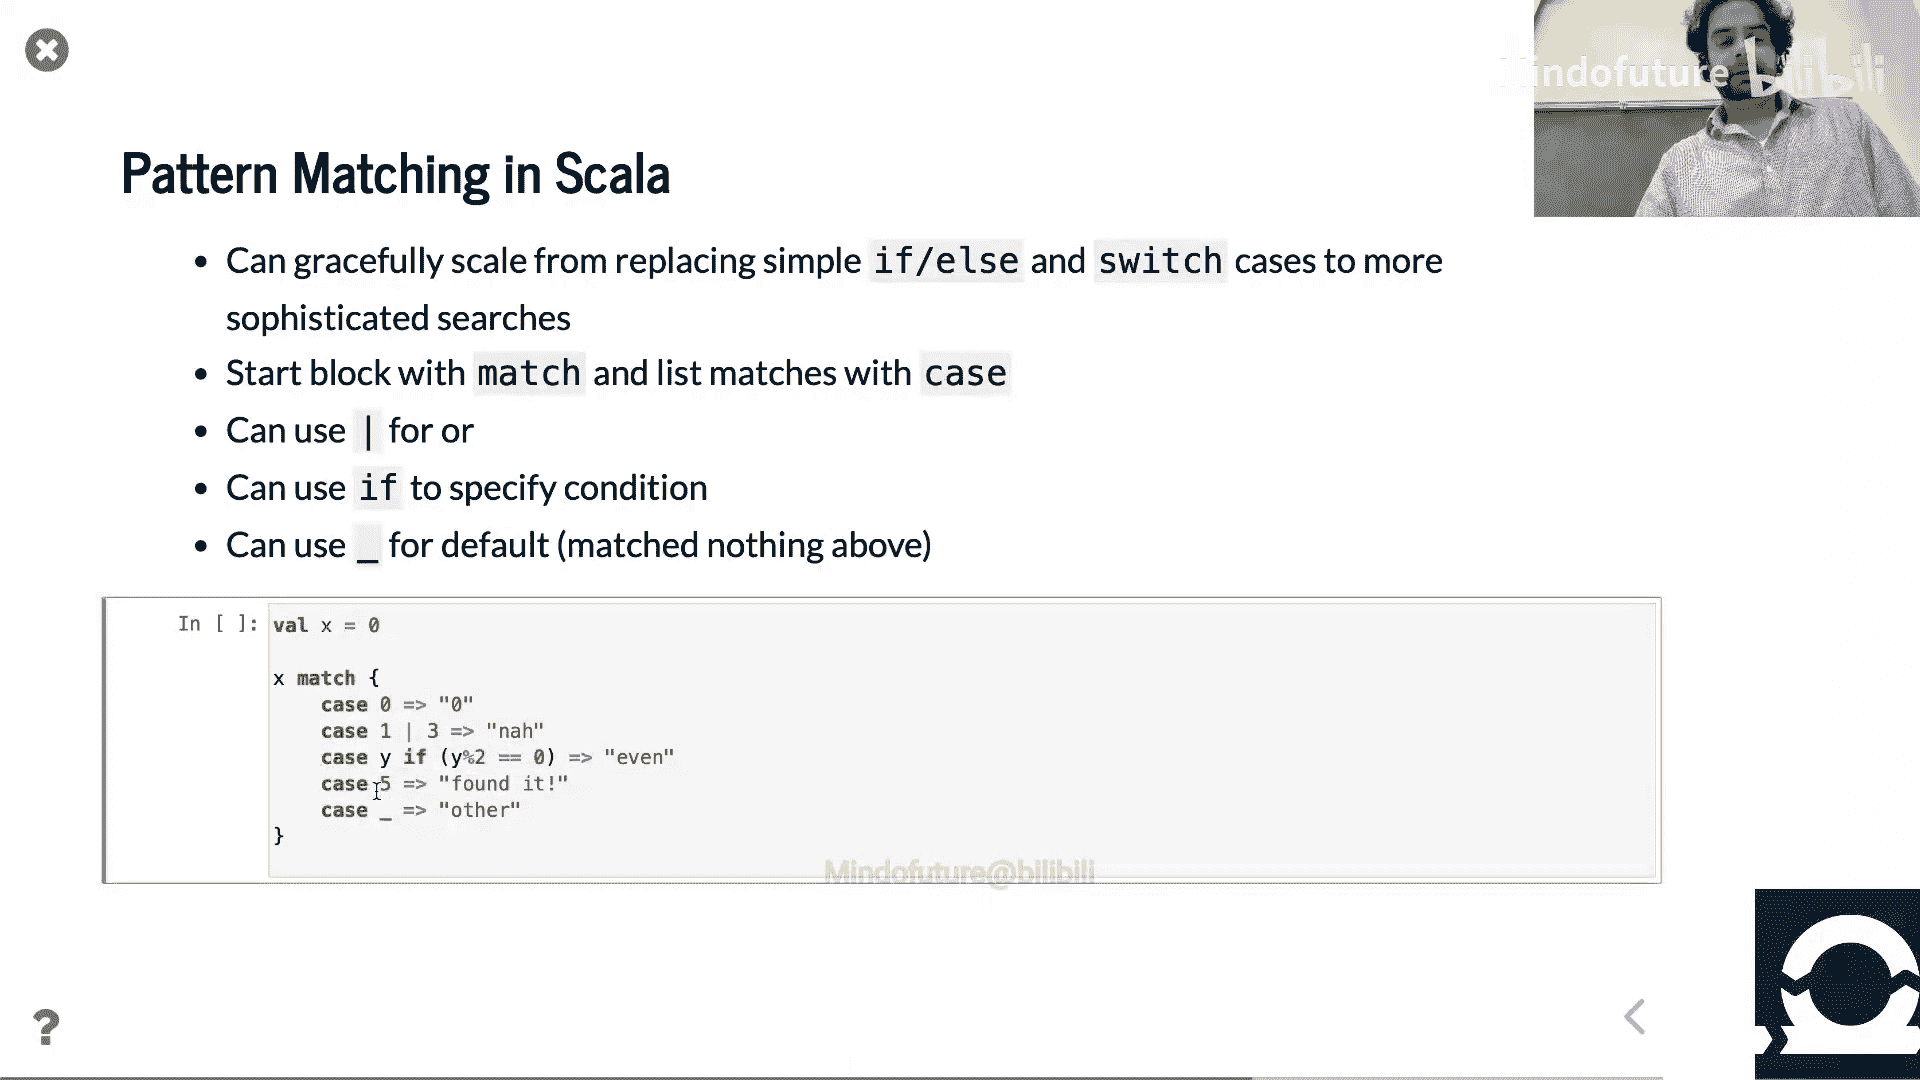 Mindofuture bilibili
Pattern Matching in Scala
• Can gracefully scale from replacing simple if/else and switch cases to more
sophisticated searches
• Start block with match and list matches with case
• Can use | for or
• Can use if to specify condition
• Can use _ for default (matched nothing above)
In [ ]: val x = 0
x match {
    case 0 => "0"
    case 1 | 3 => "nah"
    case y if (y%2 == 0) => "even"
    case 5 => "found it!"
    case _ => "other"
}
Mindofuture@bilibili
?